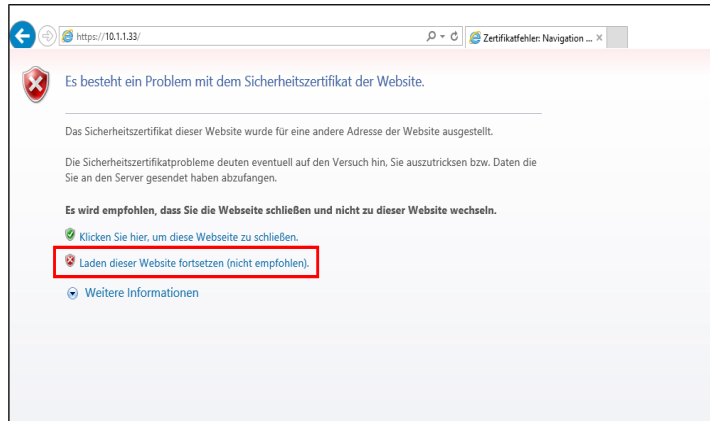 https://10.1.1.33/
Zertifikatfehler: Navigation ...
Es besteht ein Problem mit dem Sicherheitszertifikat der Website.
Das Sicherheitszertifikat dieser Website wurde für eine andere Adresse der Website ausgestellt.
Die Sicherheitszertifikatprobleme deuten eventuell auf den Versuch hin, Sie auszutricksen bzw. Daten die
Sie an den Server gesendet haben abzufangen.
Es wird empfohlen, dass Sie die Webseite schließen und nicht zu dieser Website wechseln.
Klicken Sie hier, um diese Webseite zu schließen.
Laden dieser Website fortsetzen (nicht empfohlen).
Weitere Informationen